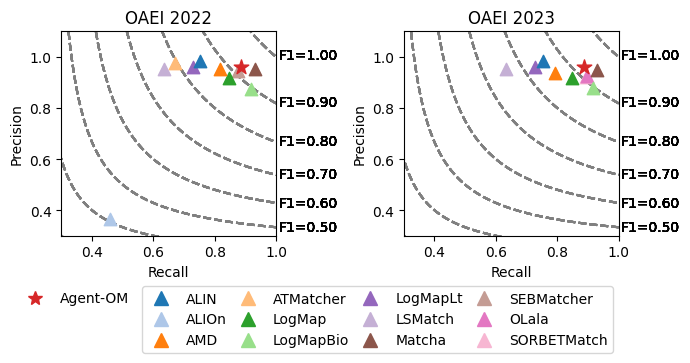 OAEI 2022
OAEI 2023
Precision
1.0
0.8
0.6
0.4
0.4
0.6
0.8
1.0
Recall
F1=1.00
F1=0.90
F1=0.80
F1=0.70
F1=0.60
F1=0.50
Precision
1.0
0.8
0.6
0.4
0.4
0.6
0.8
1.0
Recall
F1=1.00
F1=0.90
F1=0.80
F1=0.70
F1=0.60
F1=0.50
Agent-OM
ALIN
ALIOn
AMD
ATMatcher
LogMap
LogMapBio
LogMapLt
LSMatch
Matcha
SEBMatcher
OLala
SORBETMatch